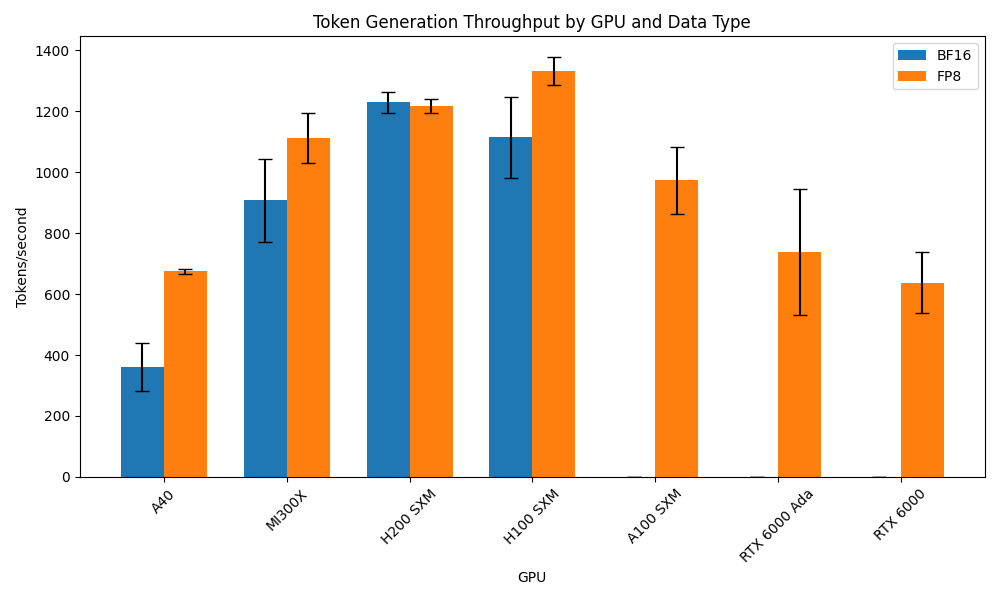 Token Generation Throughput by GPU and Data Type
BF16
FP8
1400
1200
1000
800
600
400
200
0
Tokens/second
A40
MI300X
H200 SXM
H100 SXM
A100 SXM
RTX 6000 Ada
RTX 6000
GPU